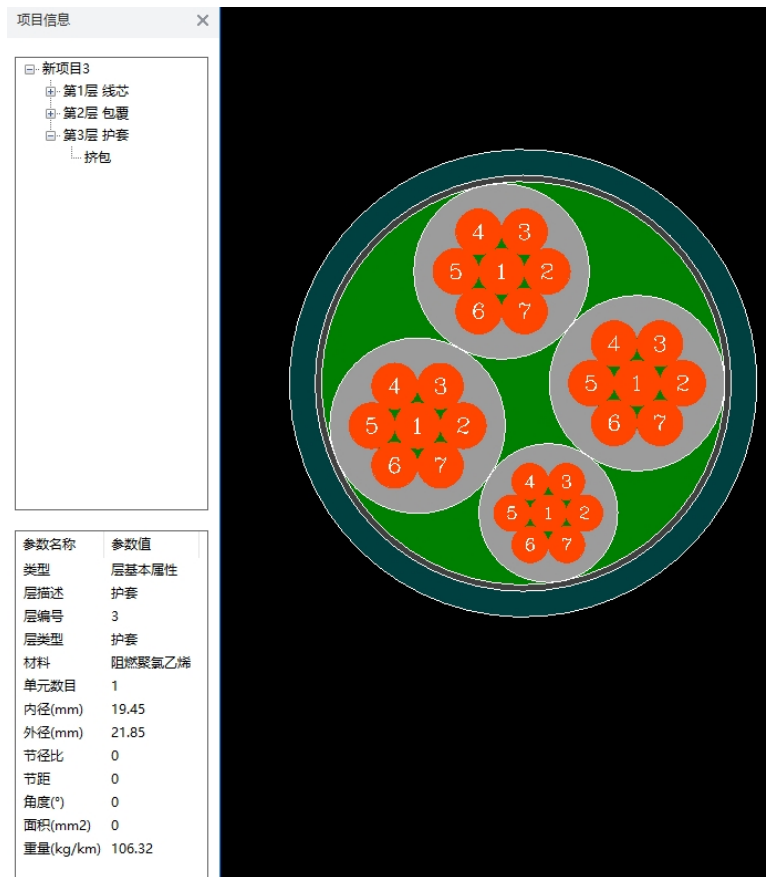 项目信息
新项目3
第1层 线芯
第2层 包覆
第3层 护套
挤包
参数名称 参数值
类型 层基本属性
层描述 护套
层编号 3
层类型 护套
材料 阻燃聚氯乙烯
单元数目 1
内径(mm) 19.45
外径(mm) 21.85
节径比 0
节距 0
角度(°) 0
面积(mm2) 0
重量(kg/km) 106.32
4 3
5 1 2
6 7
4 3
5 1 2
6 7
4 3
5 1 2
6 7
4 3
5 1 2
6 7